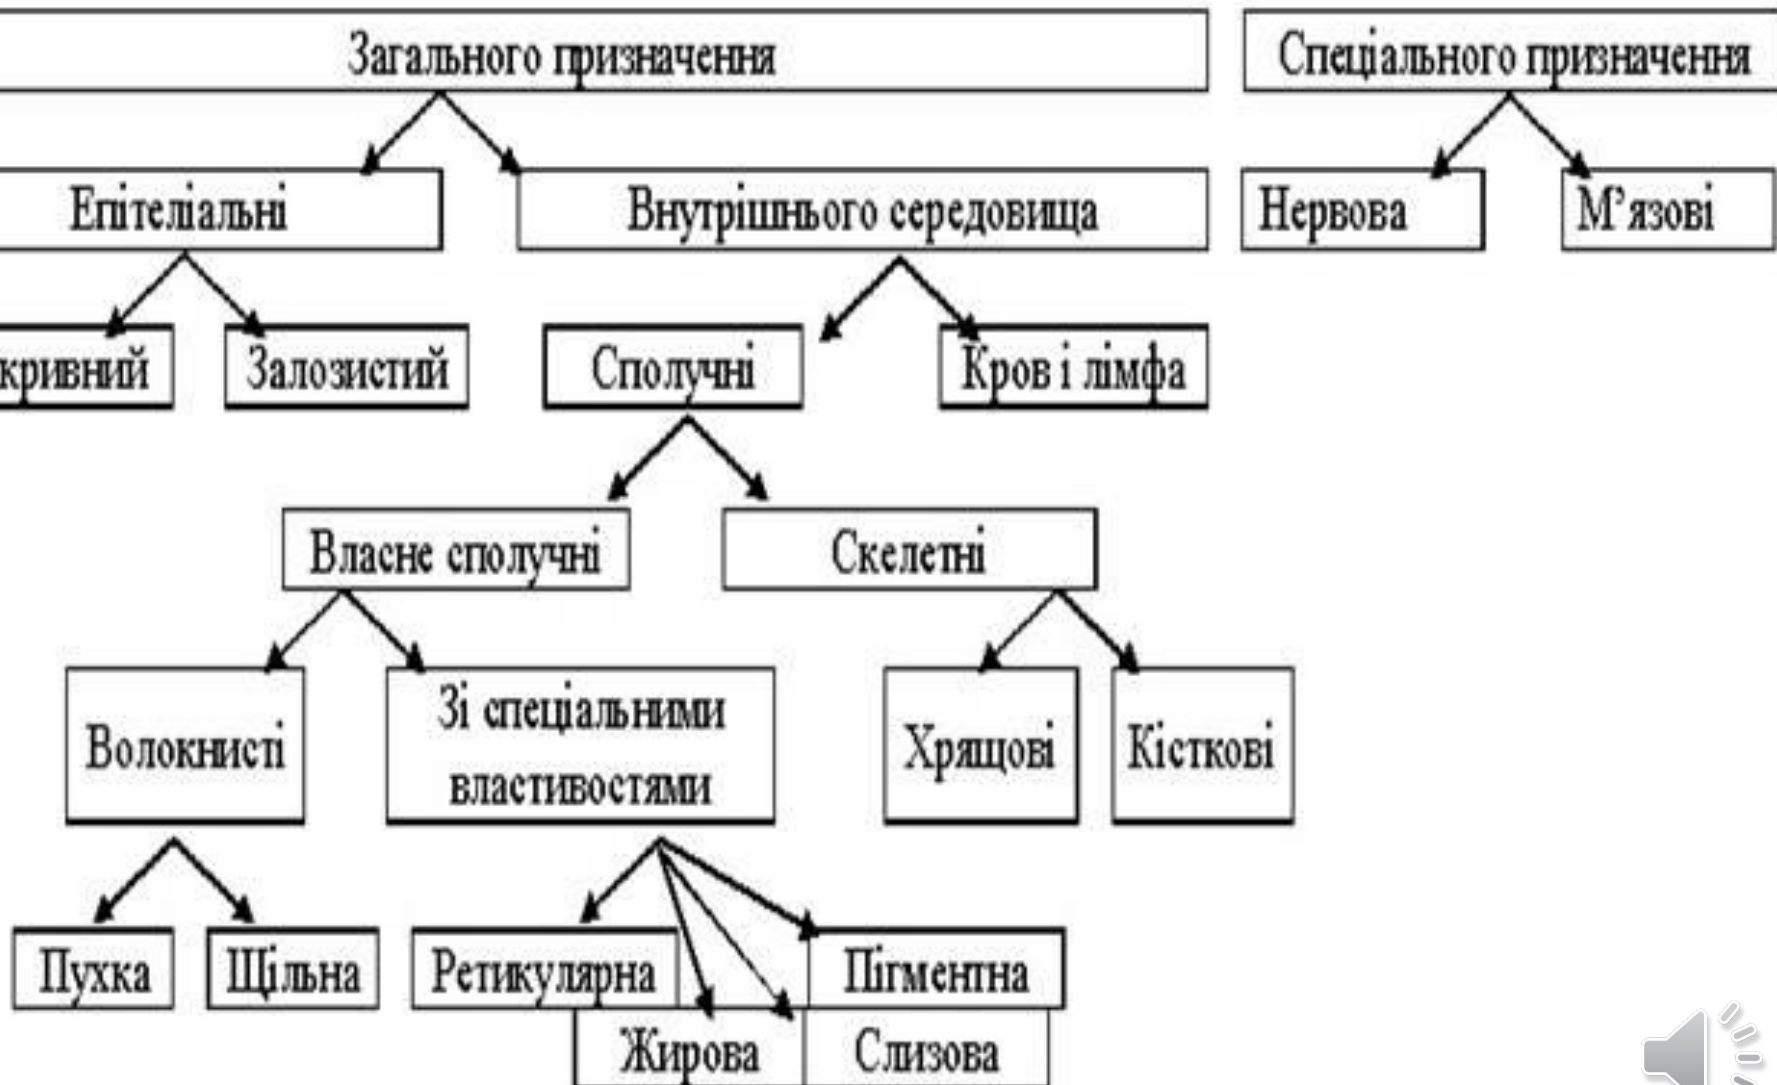 Загального призначення
Спеціального призначення
Епітеліальні
Внутрішнього середовища
Нервова
М’язові
кривний
Залозистий
Сполучні
Кров і лімфа
Власне сполучні
Скелетні
Волокнисті
Зі спеціальними
властивостями
Хрящові
Кісткові
Пухка
Щільна
Ретикулярна
Пігментна
Жирова
Слизова